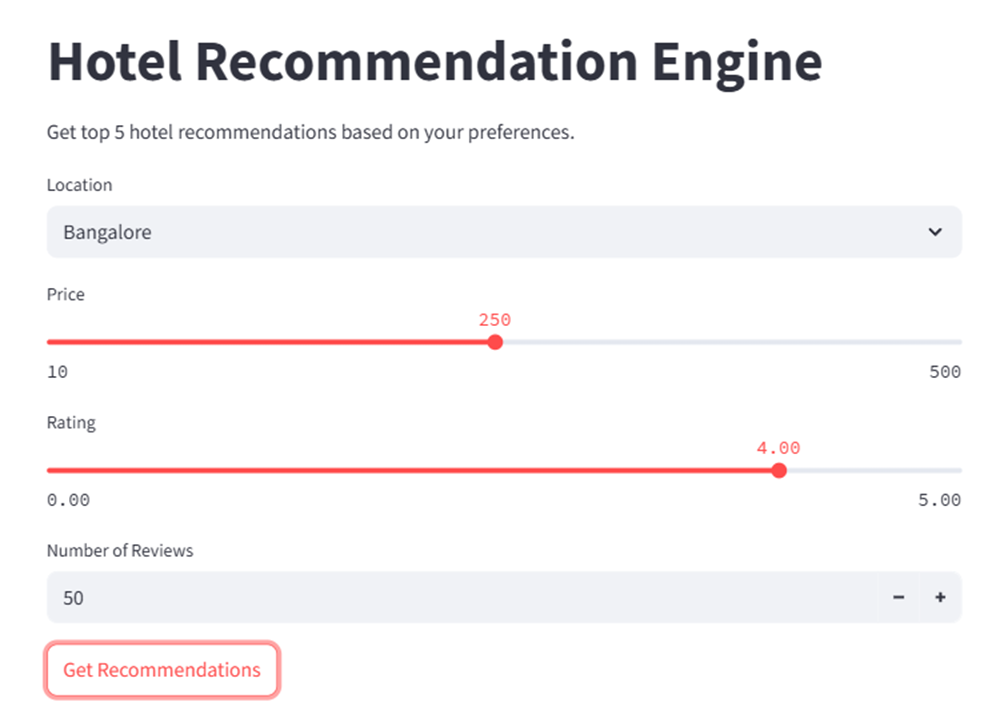 Hotel Recommendation Engine
Get top 5 hotel recommendations based on your preferences.
Location
Bangalore
Price
250
10 500
Rating
4.00
0.00 5.00
Number of Reviews
50 − +
Get Recommendations